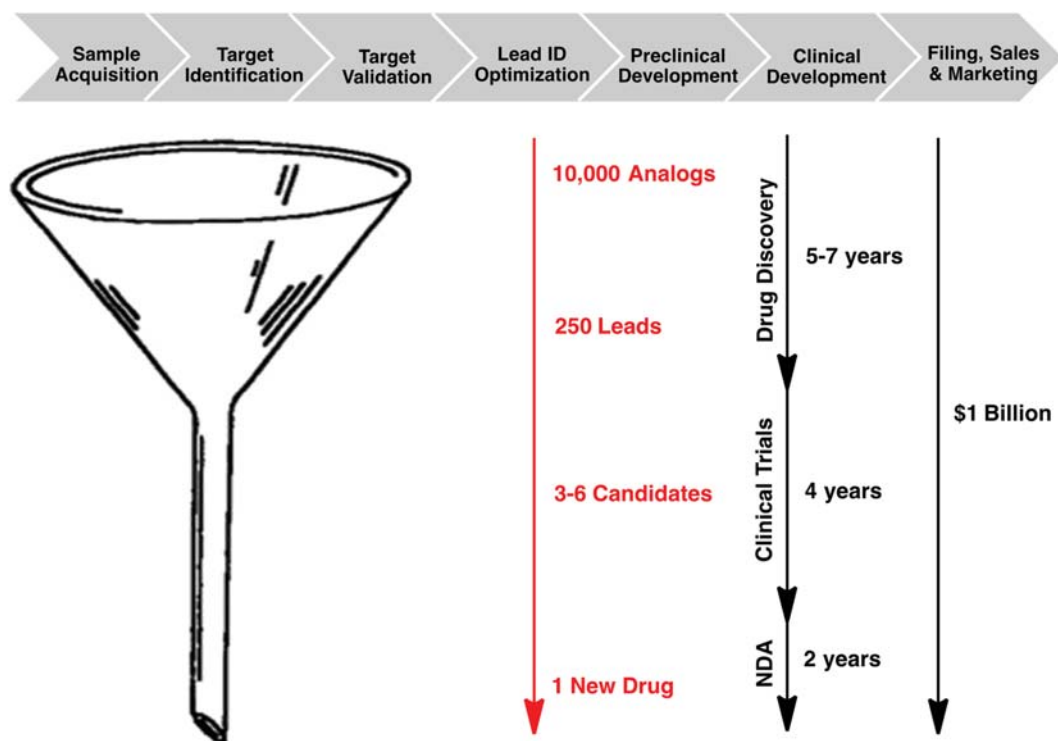 Sample
Acquisition
Target
Identification
Target
Validation
Lead ID
Optimization
Preclinical
Development
Clinical
Development
Filing, Sales
& Marketing
10,000 Analogs
250 Leads
3-6 Candidates
1 New Drug
Drug Discovery
5-7 years
Clinical Trials
4 years
NDA
2 years
$1 Billion